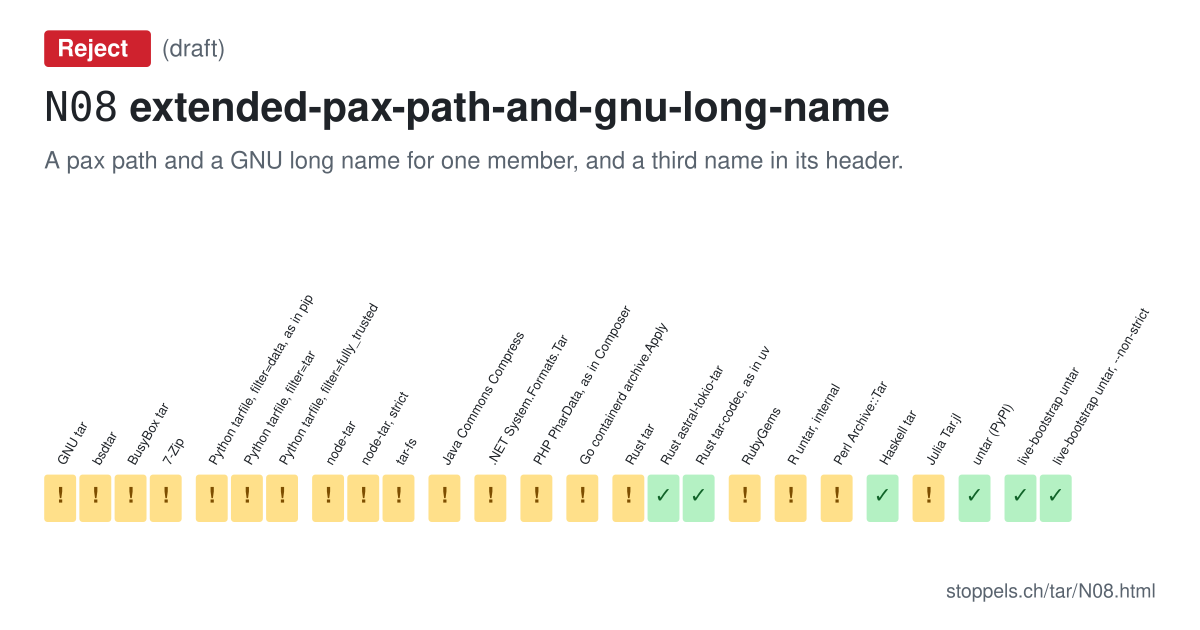 Reject (draft)
N08 extended-pax-path-and-gnu-long-name
A pax path and a GNU long name for one member, and a third name in its header.
GNU tar
bsdtar
BusyBox tar
7-Zip
Python tarfile, filter=data, as in pip
Python tarfile, filter=tar
Python tarfile, filter=fully_trusted
node-tar
node-tar, strict
tar-fs
Java Commons Compress
.NET System.Formats.Tar
PHP PharData, as in Composer
Go containerd archive.Apply
Rust tar
Rust astral-tokio-tar
Rust tar-codec, as in uv
RubyGems
R untar, internal
Perl Archive::Tar
Haskell tar
Julia Tar.jl
untar (PyPI)
live-bootstrap untar
live-bootstrap untar, --non-strict
! ! ! ! ! ! ! ! ! ! ! ! ! ! ! ✓ ✓ ! ! ! ✓ ! ✓ ✓ ✓
stoppels.ch/tar/N08.html